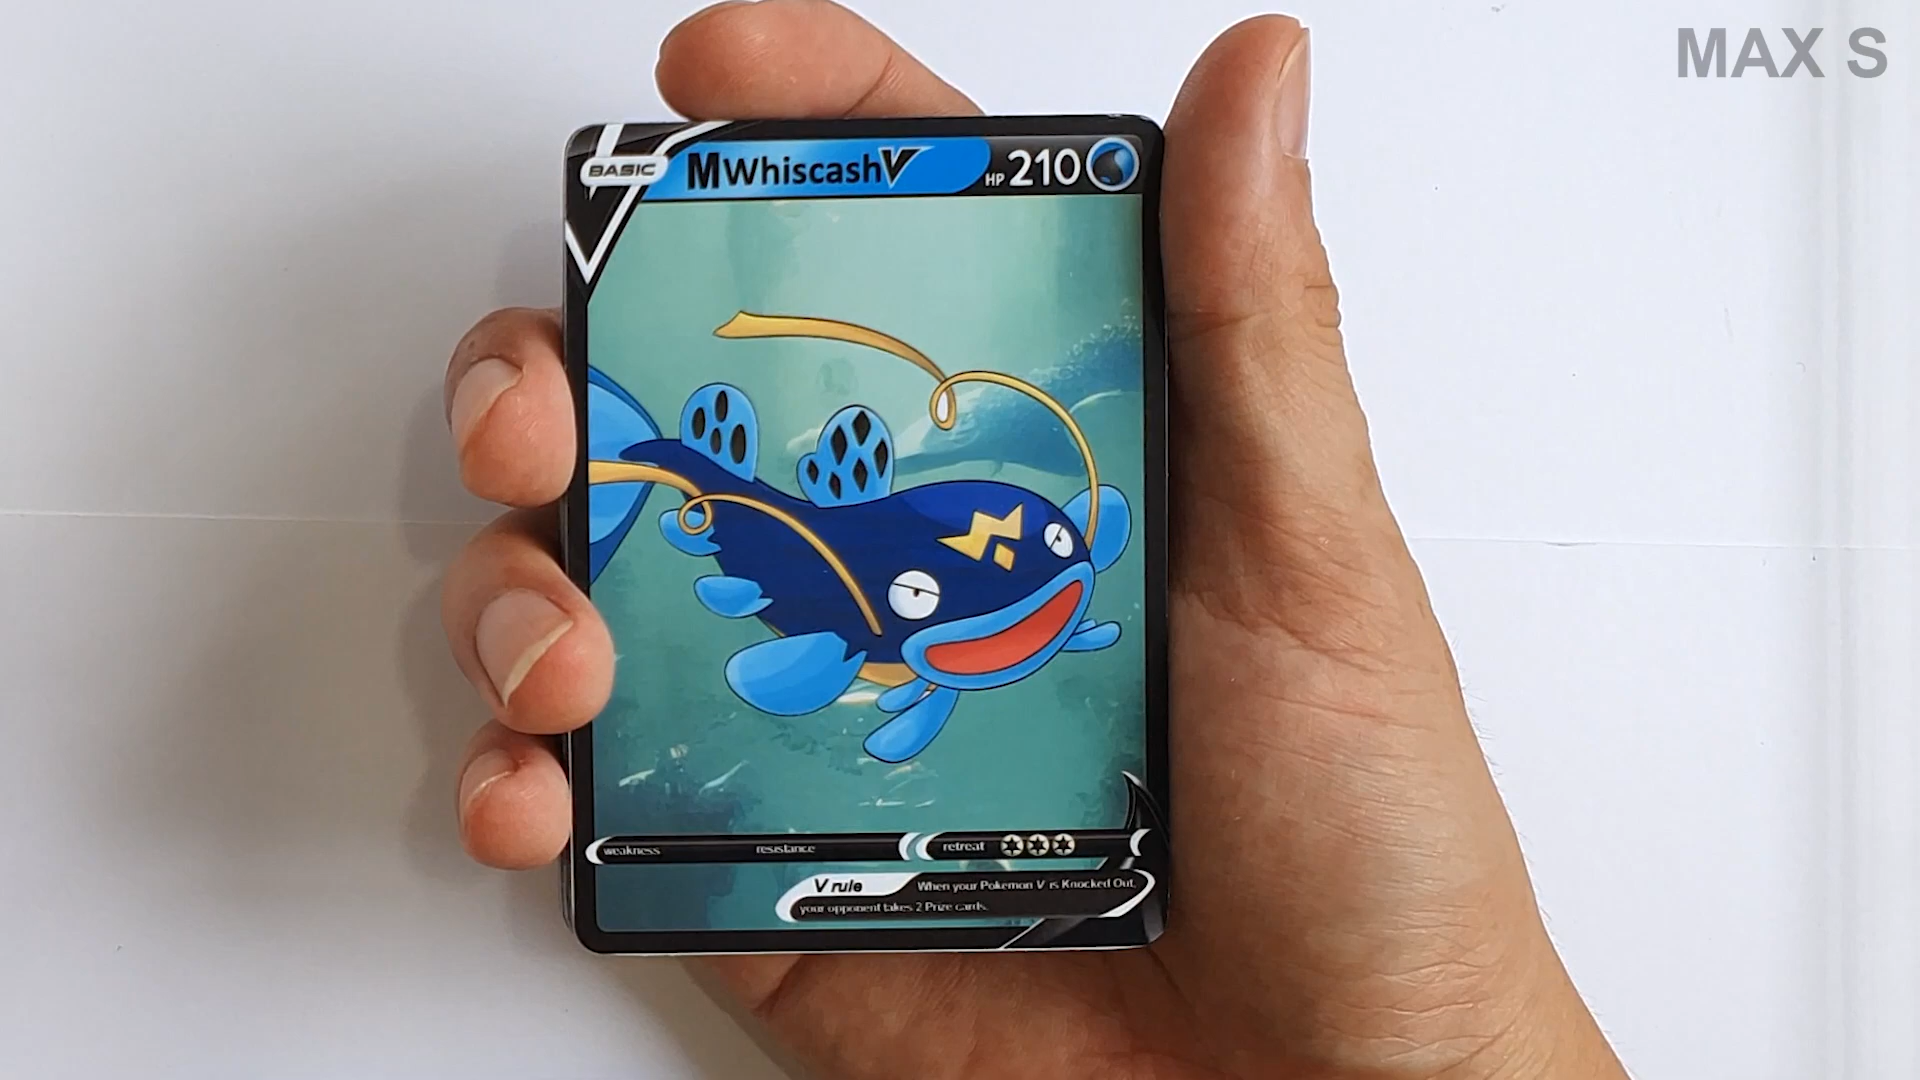 MAX S
BASIC
MWhiscashV
HP 210
weakness resistance retreat
V rule When your Pokemon V is Knocked Out,
your opponent takes 2 Prize cards.